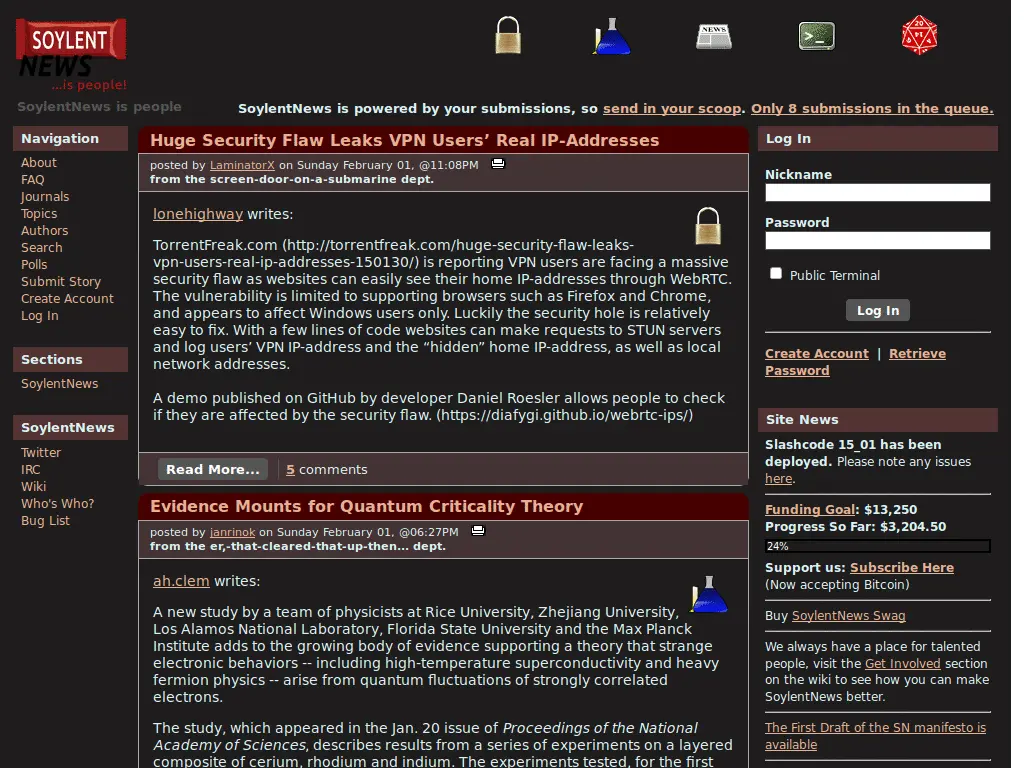 SOYLENT
NEWS
...is people!
NEWS
>_
20
SoylentNews is people
SoylentNews is powered by your submissions, so send in your scoop. Only 8 submissions in the queue.
Navigation
About
FAQ
Journals
Topics
Authors
Search
Polls
Submit Story
Create Account
Log In
Sections
SoylentNews
SoylentNews
Twitter
IRC
Wiki
Who's Who?
Bug List
Huge Security Flaw Leaks VPN Users’ Real IP-Addresses
posted by LaminatorX on Sunday February 01, @11:08PM
from the screen-door-on-a-submarine dept.
lonehighway writes:
TorrentFreak.com (http://torrentfreak.com/huge-security-flaw-leaks-
vpn-users-real-ip-addresses-150130/) is reporting VPN users are facing a massive
security flaw as websites can easily see their home IP-addresses through WebRTC.
The vulnerability is limited to supporting browsers such as Firefox and Chrome,
and appears to affect Windows users only. Luckily the security hole is relatively
easy to fix. With a few lines of code websites can make requests to STUN servers
and log users’ VPN IP-address and the “hidden” home IP-address, as well as local
network addresses.
A demo published on GitHub by developer Daniel Roesler allows people to check
if they are affected by the security flaw. (https://diafygi.github.io/webrtc-ips/)
Read More...
5 comments
Evidence Mounts for Quantum Criticality Theory
posted by janrinok on Sunday February 01, @06:27PM
from the er,-that-cleared-that-up-then... dept.
ah.clem writes:
A new study by a team of physicists at Rice University, Zhejiang University,
Los Alamos National Laboratory, Florida State University and the Max Planck
Institute adds to the growing body of evidence supporting a theory that strange
electronic behaviors -- including high-temperature superconductivity and heavy
fermion physics -- arise from quantum fluctuations of strongly correlated
electrons.
The study, which appeared in the Jan. 20 issue of Proceedings of the National
Academy of Sciences, describes results from a series of experiments on a layered
composite of cerium, rhodium and indium. The experiments tested, for the first
Log In
Nickname
Password
Public Terminal
Log In
Create Account | Retrieve
Password
Site News
Slashcode 15_01 has been
deployed. Please note any issues
here.
Funding Goal: $13,250
Progress So Far: $3,204.50
24%
Support us: Subscribe Here
(Now accepting Bitcoin)
Buy SoylentNews Swag
We always have a place for talented
people, visit the Get Involved section
on the wiki to see how you can make
SoylentNews better.
The First Draft of the SN manifesto is
available